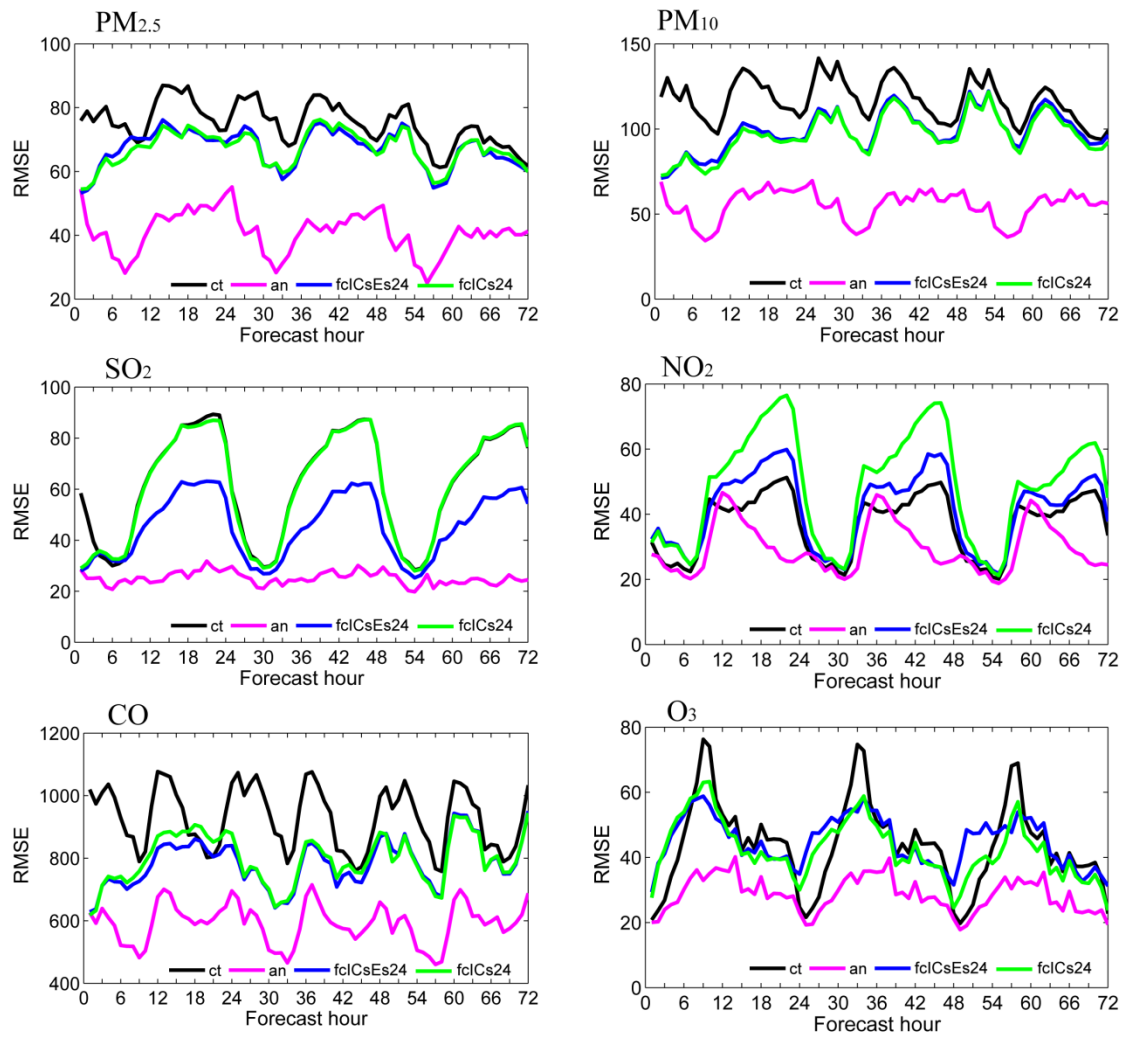 PM2.5
100
80
60
40
20
RMSE
ct an fcICsEs24 fcICs24
0 6 12 18 24 30 36 42 48 54 60 66 72
Forecast hour
PM10
150
100
50
0
RMSE
ct an fcICsEs24 fcICs24
0 6 12 18 24 30 36 42 48 54 60 66 72
Forecast hour
SO2
100
80
60
40
20
0
RMSE
ct an fcICsEs24 fcICs24
0 6 12 18 24 30 36 42 48 54 60 66 72
Forecast hour
NO2
80
60
40
20
0
RMSE
ct an fcICsEs24 fcICs24
0 6 12 18 24 30 36 42 48 54 60 66 72
Forecast hour
CO
1200
1000
800
600
400
RMSE
ct an fcICsEs24 fcICs24
0 6 12 18 24 30 36 42 48 54 60 66 72
Forecast hour
O3
80
60
40
20
0
RMSE
ct an fcICsEs24 fcICs24
0 6 12 18 24 30 36 42 48 54 60 66 72
Forecast hour